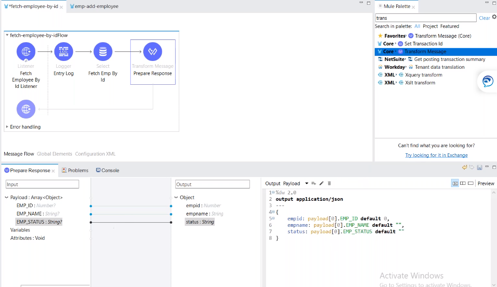 *fetch-employee-by-id
emp-add-employee
fetch-employee-by-idFlow
Listener
Fetch Employee By Id Listener
Logger
Entry Log
Select
Fetch Emp By Id
Transform Message
Prepare Response
Error handling
Message Flow Global Elements Configuration XML
Mule Palette
trans
Clear
Search in palette: All Project Featured
Favorites Transform Message (Core)
Core Set Transaction Id
Core Transform Message
NetSuite Get posting transaction summary
Workday Tenant data translation
XML Xquery transform
XML Xslt transform
Can't find what you are looking for?
Try looking for it in Exchange
Prepare Response
Problems
Console
Input
Payload : Array<Object>
EMP_ID : Number?
EMP_NAME : String?
EMP_STATUS : String?
Variables
Attributes : Void
Output
Object
empid : Number
empname : String
status : String
Output Payload
Preview
1 %dw 2.0
2 output application/json
3 ---
4 {
5 empid: payload[0].EMP_ID default 0,
6 empname: payload[0].EMP_NAME default "",
7 status: payload[0].EMP_STATUS default ""
8 }
Activate Windows
Go to Settings to activate Windows.